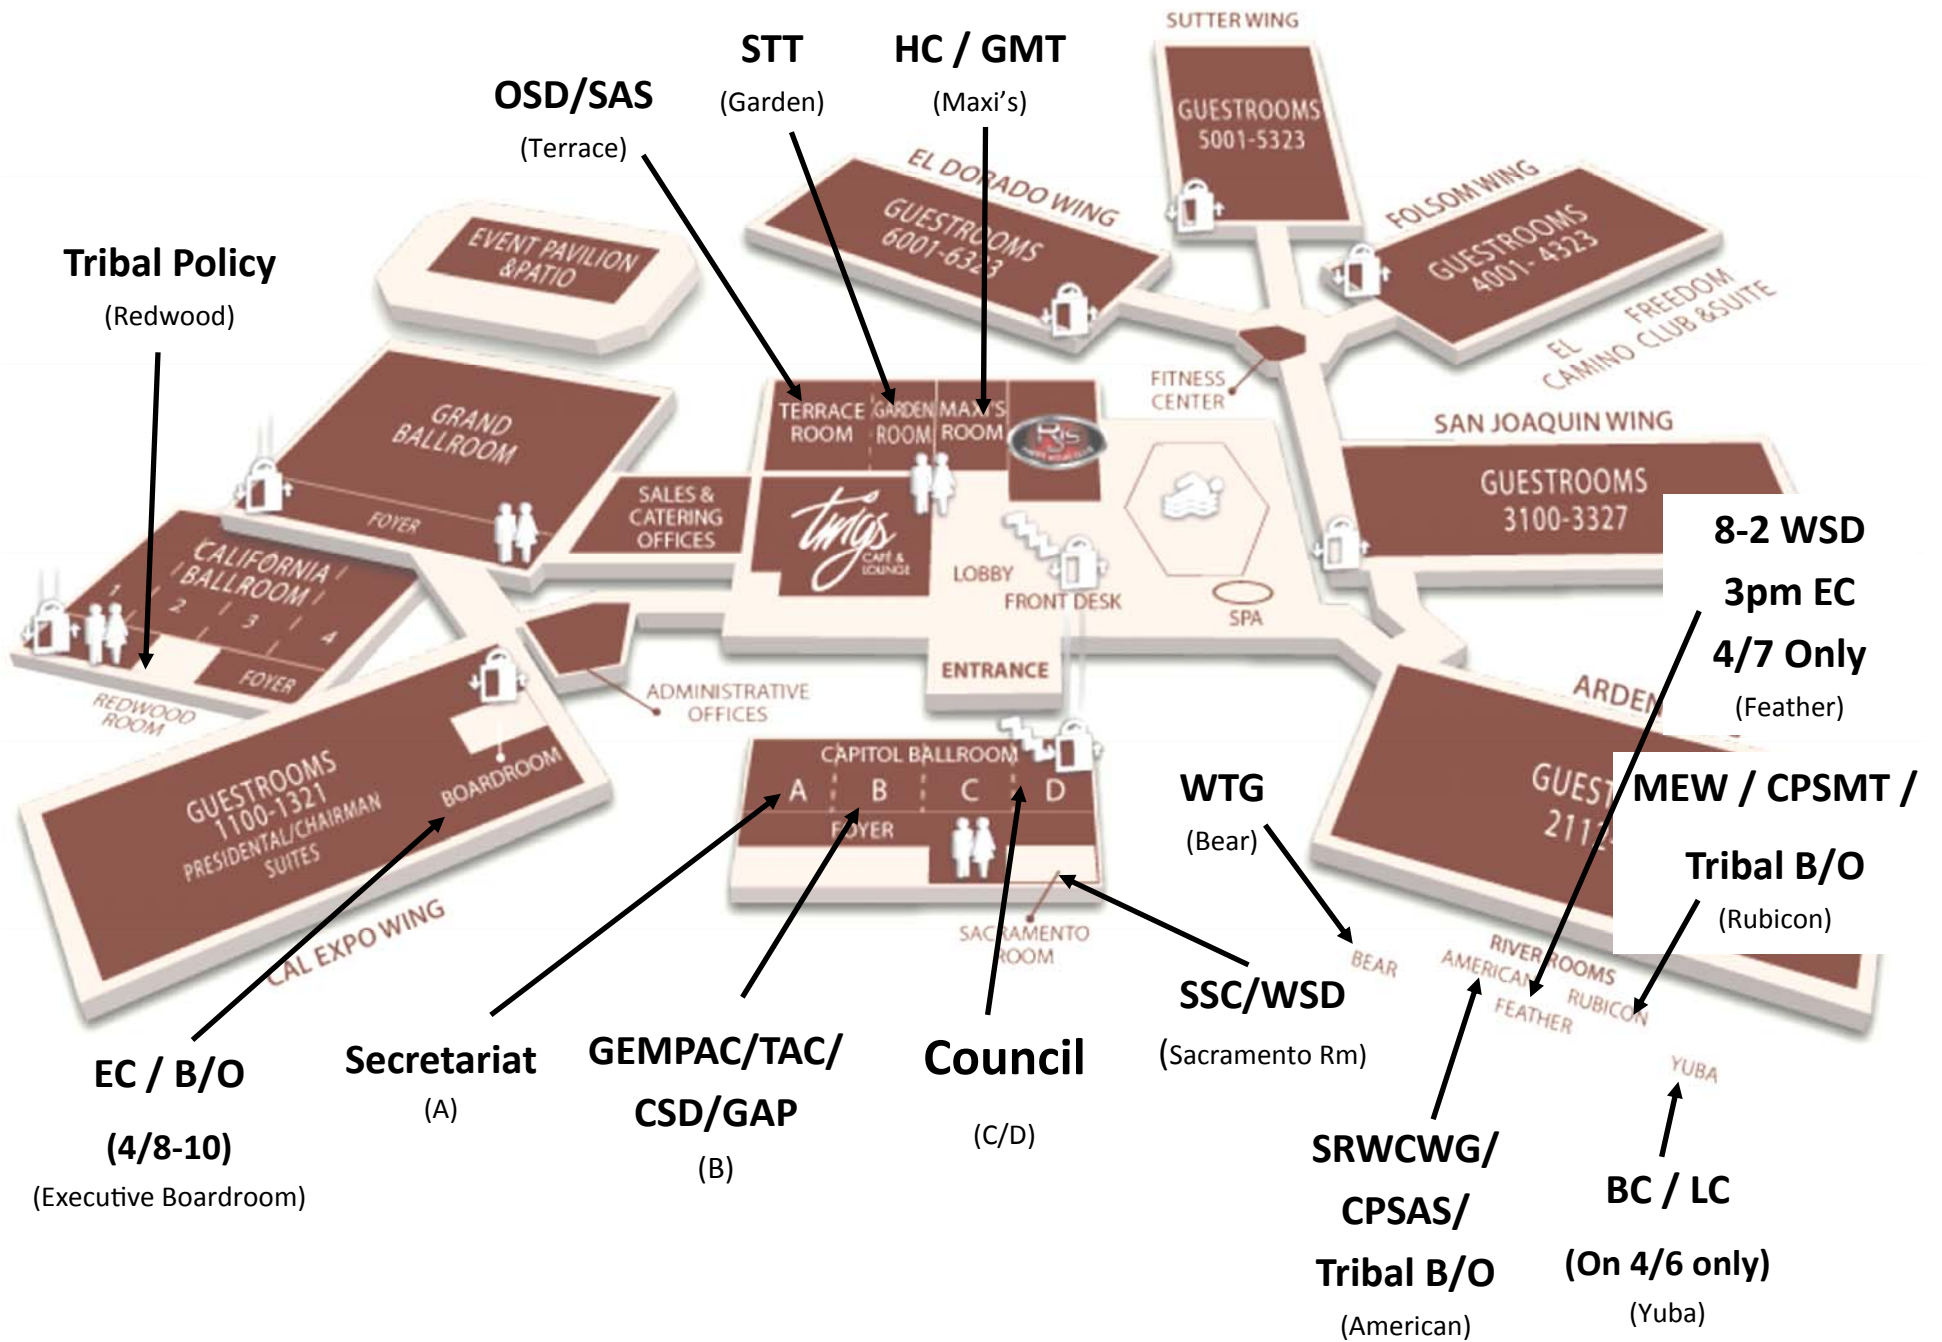 SUTTER WING
STT
HC / GMT
OSD/SAS
(Garden)
(Maxi's)
(Terrace)
GUESTROOMS
5001-5323
EL DORADO WING
GUESTROOMS
6001-6323
FOLSOM WING
GUESTROOMS
4001- 4323
FREEDOM
EL
CAMINO CLUB &SUITE
Tribal Policy
(Redwood)
EVENT PAVILION
&PATIO
GRAND
BALLROOM
FOYER
TERRACE
ROOM
GARDEN
ROOM
MAXI'S
ROOM
RJ'S
FITNESS
CENTER
SAN JOAQUIN WING
GUESTROOMS
3100-3327
SALES &
CATERING
OFFICES
twigs
CAFÉ &
LOUNGE
LOBBY
FRONT DESK
SPA
ENTRANCE
CALIFORNIA
BALLROOM
1
2
3
4
FOYER
REDWOOD
ROOM
ADMINISTRATIVE
OFFICES
8-2 WSD
3pm EC
4/7 Only
(Feather)
ARDEN
GUEST
2112
GUESTROOMS
1100-1321
PRESIDENTAL/CHAIRMAN
SUITES
BOARDROOM
CAL EXPO WING
CAPITOL BALLROOM
A
B
C
D
FOYER
SACRAMENTO
ROOM
WTG
(Bear)
MEW / CPSMT /
Tribal B/O
(Rubicon)
BEAR
RIVER ROOMS
AMERICAN
RUBICON
FEATHER
YUBA
EC / B/O
(4/8-10)
(Executive Boardroom)
Secretariat
(A)
GEMPAC/TAC/
CSD/GAP
(B)
Council
(C/D)
SSC/WSD
(Sacramento Rm)
SRWCWG/
CPSAS/
Tribal B/O
(American)
BC / LC
(On 4/6 only)
(Yuba)